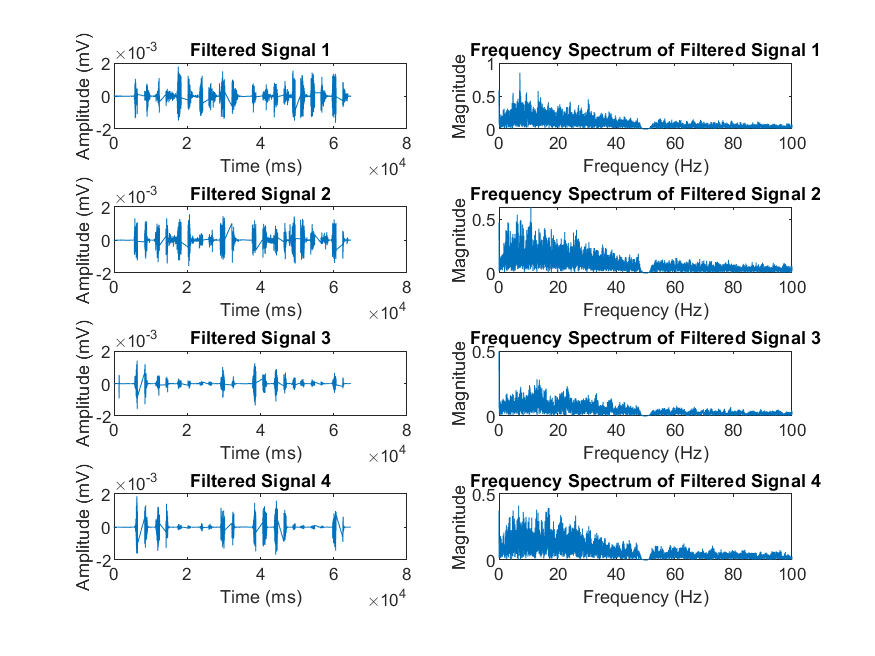 Filtered Signal 1
×10^-3
Amplitude (mV)
2
0
-2
0 2 4 6 8
Time (ms)
×10^4
Frequency Spectrum of Filtered Signal 1
Magnitude
1
0.5
0
0 20 40 60 80 100
Frequency (Hz)
Filtered Signal 2
×10^-3
Amplitude (mV)
2
0
-2
0 2 4 6 8
Time (ms)
×10^4
Frequency Spectrum of Filtered Signal 2
Magnitude
0.5
0
0 20 40 60 80 100
Frequency (Hz)
Filtered Signal 3
×10^-3
Amplitude (mV)
2
0
-2
0 2 4 6 8
Time (ms)
×10^4
Frequency Spectrum of Filtered Signal 3
Magnitude
0.5
0
0 20 40 60 80 100
Frequency (Hz)
Filtered Signal 4
×10^-3
Amplitude (mV)
2
0
-2
0 2 4 6 8
Time (ms)
×10^4
Frequency Spectrum of Filtered Signal 4
Magnitude
0.5
0
0 20 40 60 80 100
Frequency (Hz)